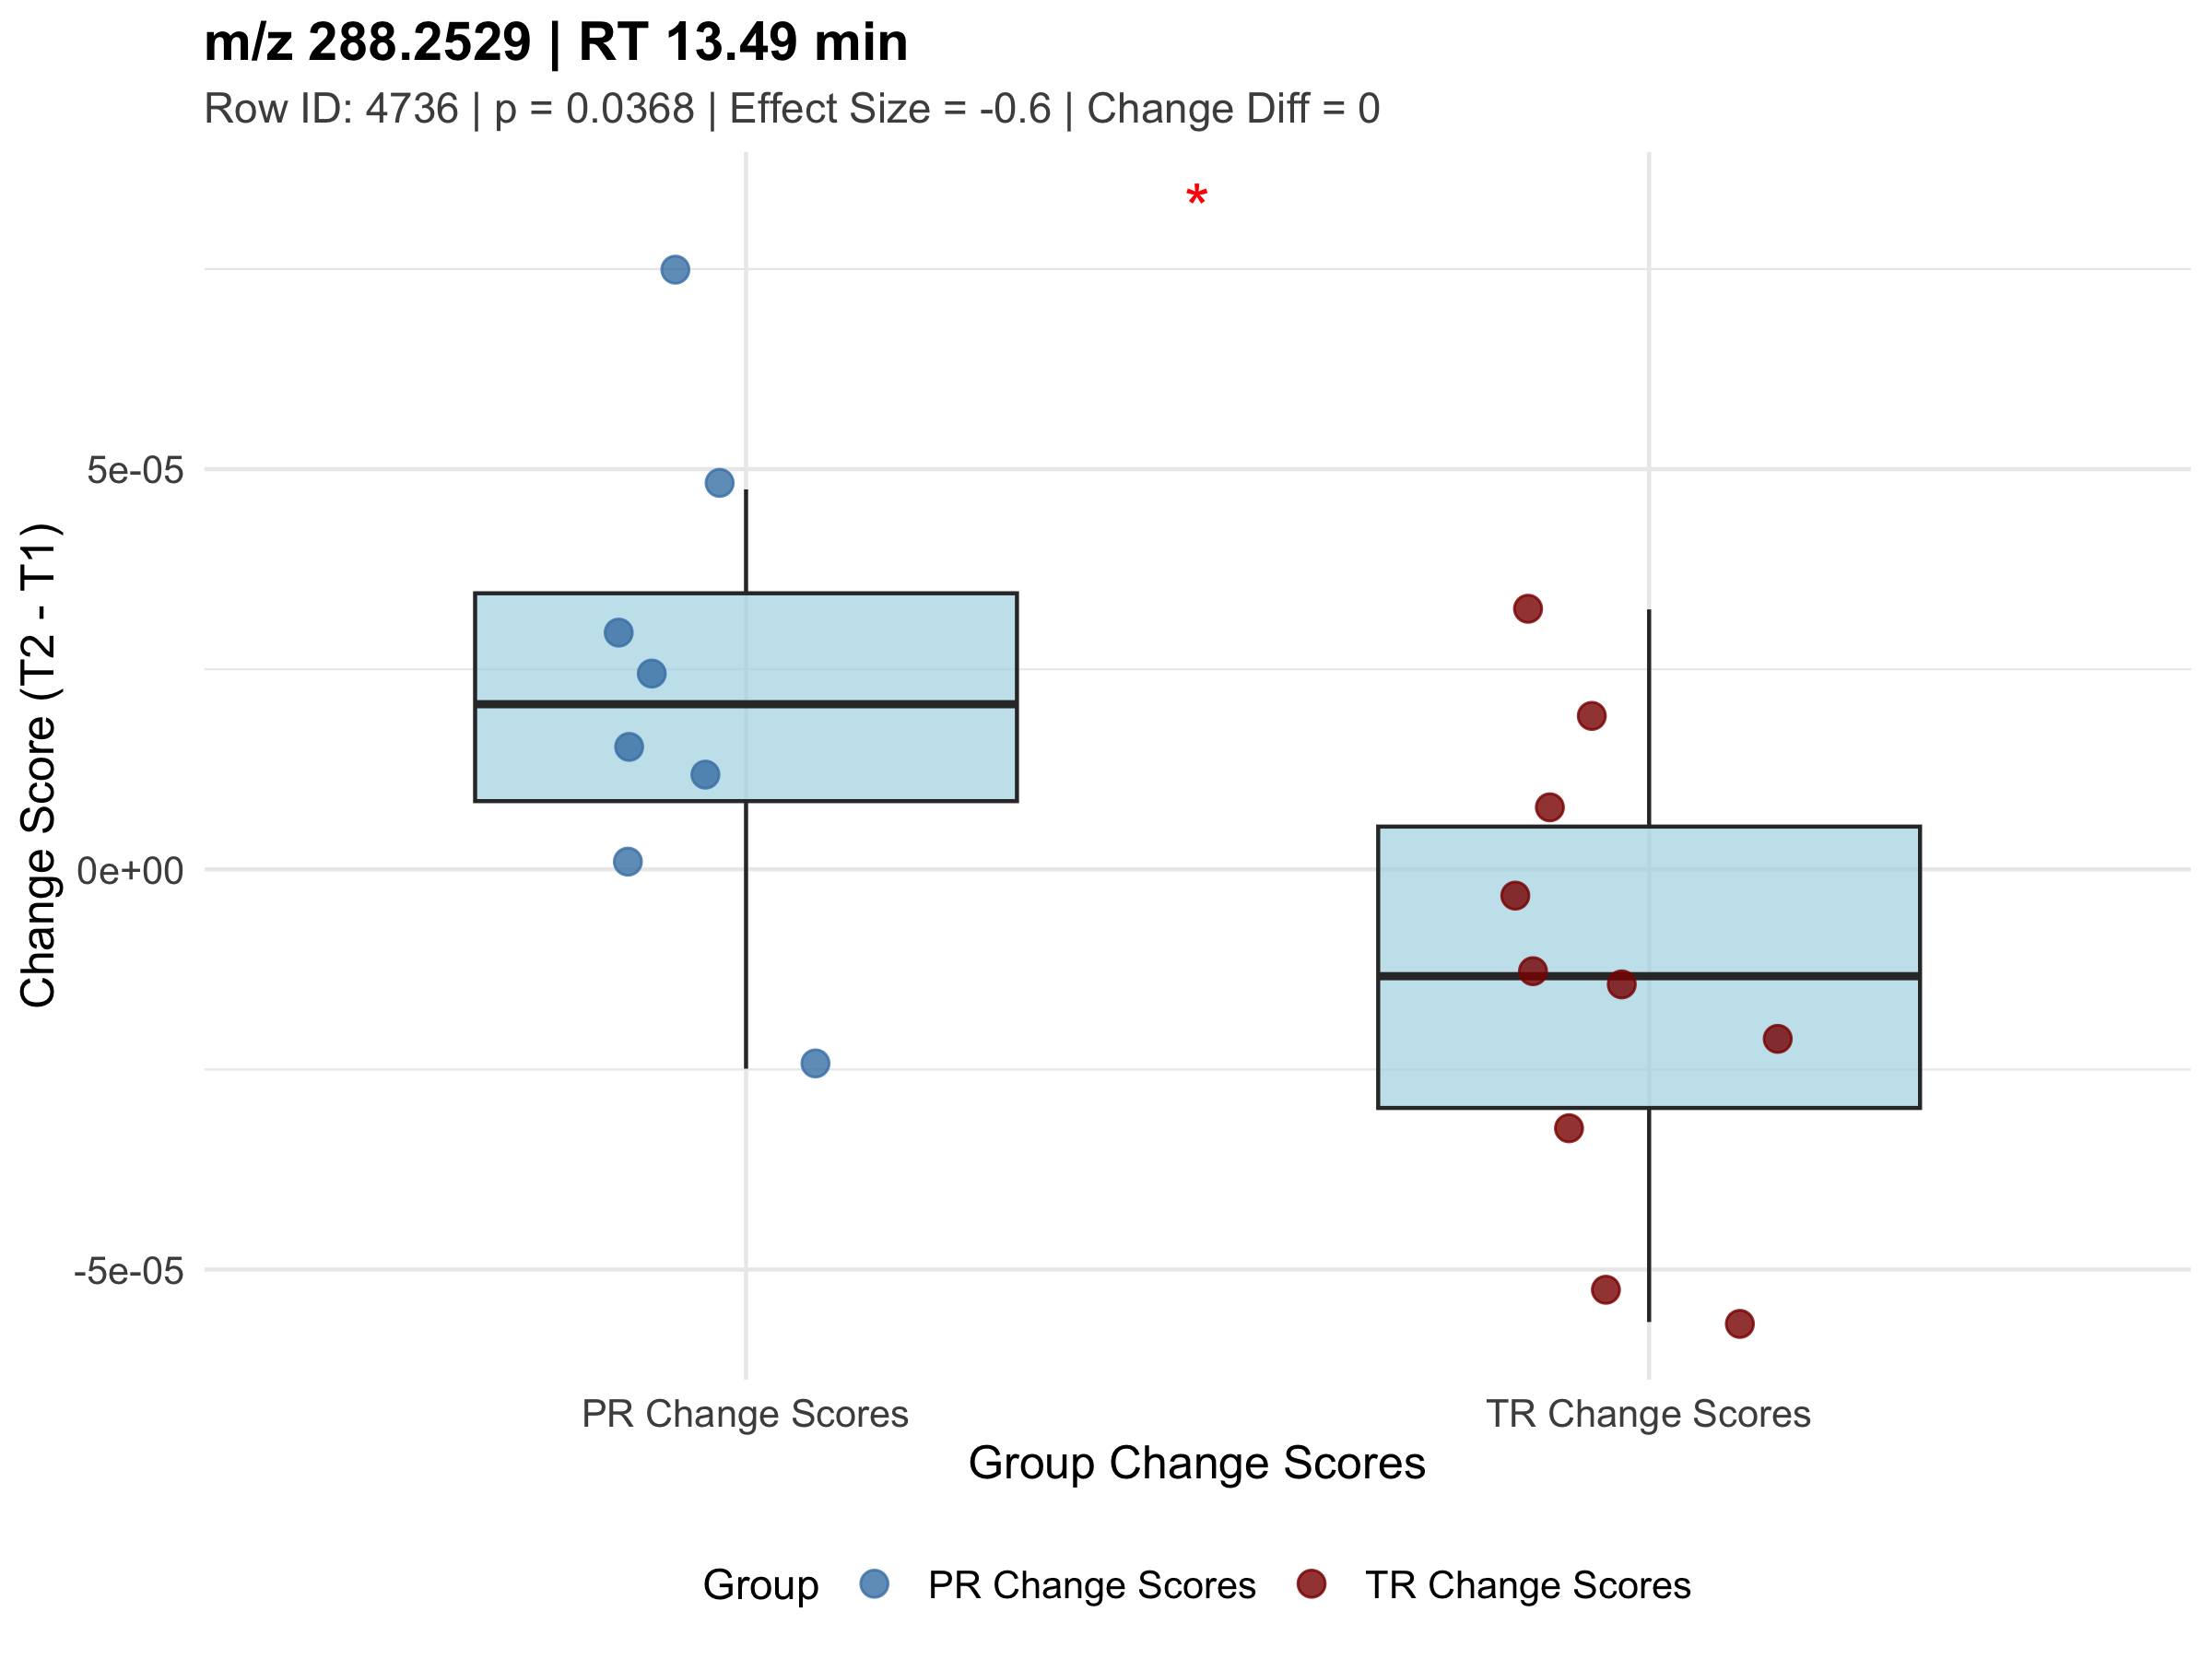 m/z 288.2529 | RT 13.49 min
Row ID: 4736 | p = 0.0368 | Effect Size = -0.6 | Change Diff = 0
*
Change Score (T2 - T1)
5e-05
0e+00
-5e-05
PR Change Scores
TR Change Scores
Group Change Scores
Group
PR Change Scores
TR Change Scores